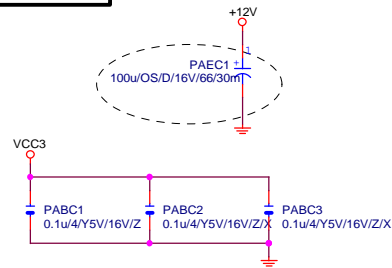 +12V
1
PAEC1
+
100u/OS/D/16V/66/30m
VCC3
PABC1
0.1u/4/Y5V/16V/Z
PABC2
0.1u/4/Y5V/16V/Z/X
PABC3
0.1u/4/Y5V/16V/Z/X